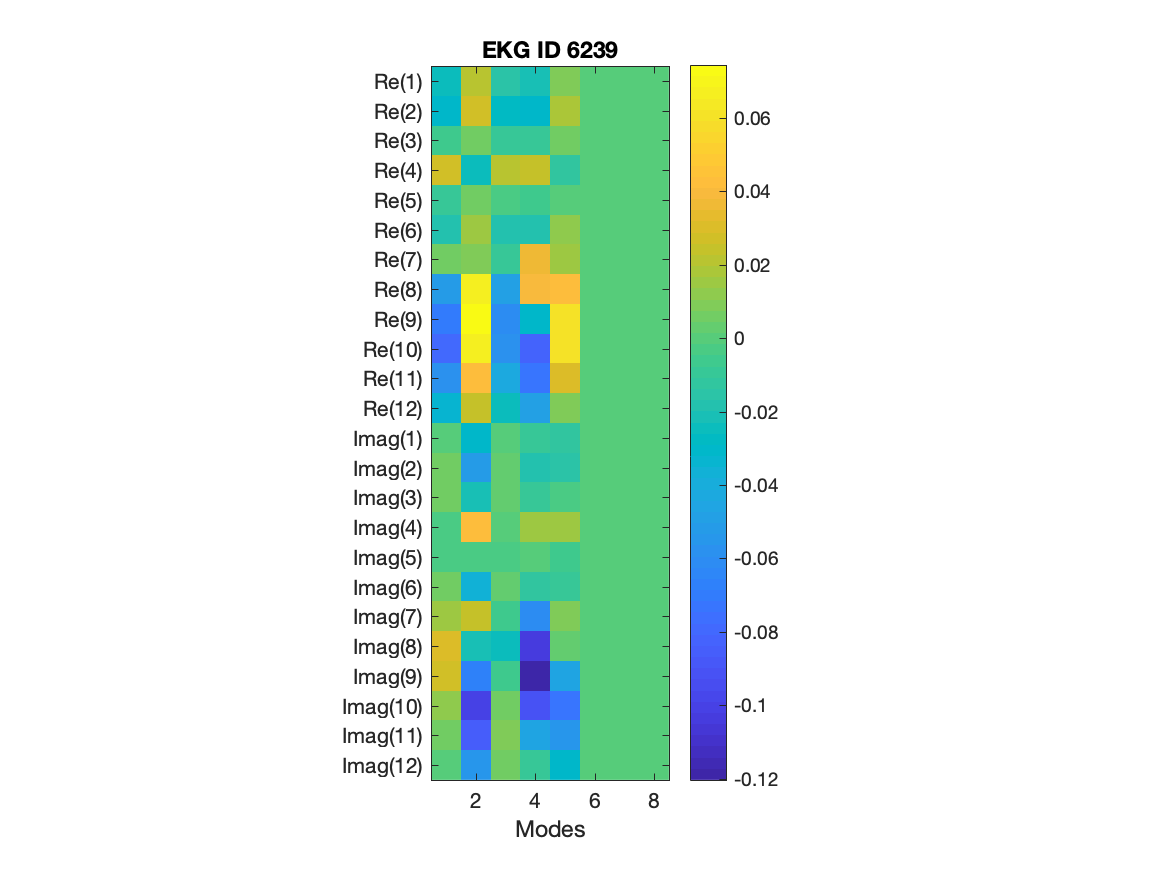 EKG ID 6239
Re(1)
Re(2)
Re(3)
Re(4)
Re(5)
Re(6)
Re(7)
Re(8)
Re(9)
Re(10)
Re(11)
Re(12)
Imag(1)
Imag(2)
Imag(3)
Imag(4)
Imag(5)
Imag(6)
Imag(7)
Imag(8)
Imag(9)
Imag(10)
Imag(11)
Imag(12)
2 4 6 8
Modes
0.06
0.04
0.02
0
-0.02
-0.04
-0.06
-0.08
-0.1
-0.12